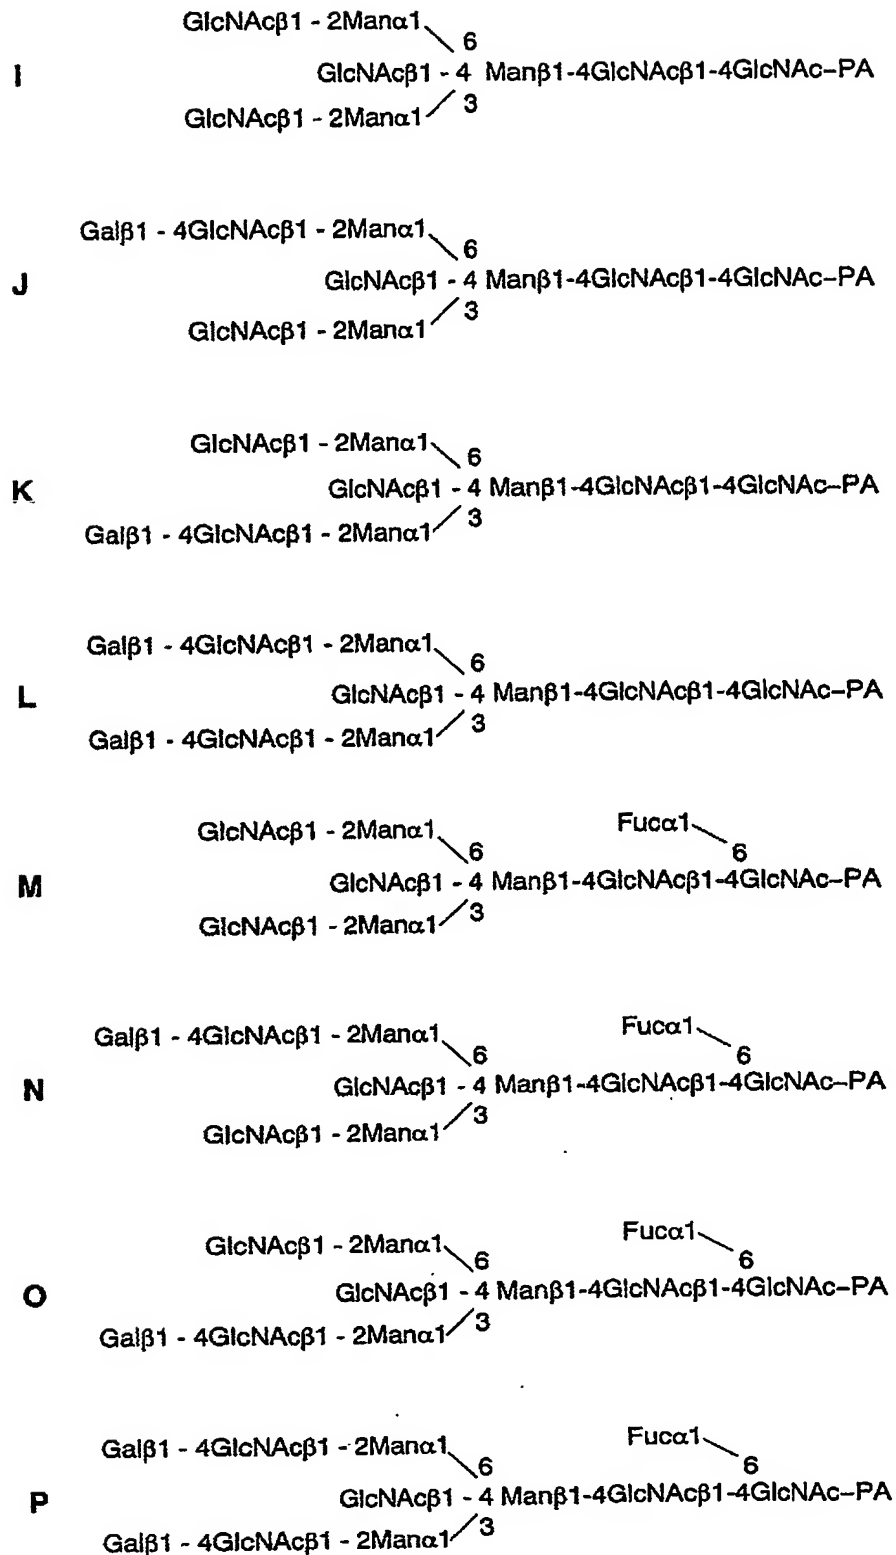 GlcNAcβ1 - 2Manα1
6
I
GlcNAcβ1 - 4 Manβ1-4GlcNAcβ1-4GlcNAc–PA
3
GlcNAcβ1 - 2Manα1
Galβ1 - 4GlcNAcβ1 - 2Manα1
6
J
GlcNAcβ1 - 4 Manβ1-4GlcNAcβ1-4GlcNAc–PA
3
GlcNAcβ1 - 2Manα1
GlcNAcβ1 - 2Manα1
6
K
GlcNAcβ1 - 4 Manβ1-4GlcNAcβ1-4GlcNAc–PA
3
Galβ1 - 4GlcNAcβ1 - 2Manα1
Galβ1 - 4GlcNAcβ1 - 2Manα1
6
L
GlcNAcβ1 - 4 Manβ1-4GlcNAcβ1-4GlcNAc–PA
3
Galβ1 - 4GlcNAcβ1 - 2Manα1
GlcNAcβ1 - 2Manα1 Fucα1
6 6
M
GlcNAcβ1 - 4 Manβ1-4GlcNAcβ1-4GlcNAc–PA
3
GlcNAcβ1 - 2Manα1
Galβ1 - 4GlcNAcβ1 - 2Manα1 Fucα1
6 6
N
GlcNAcβ1 - 4 Manβ1-4GlcNAcβ1-4GlcNAc–PA
3
GlcNAcβ1 - 2Manα1
GlcNAcβ1 - 2Manα1 Fucα1
6 6
O
GlcNAcβ1 - 4 Manβ1-4GlcNAcβ1-4GlcNAc–PA
3
Galβ1 - 4GlcNAcβ1 - 2Manα1
Galβ1 - 4GlcNAcβ1 - 2Manα1 Fucα1
6 6
P
GlcNAcβ1 - 4 Manβ1-4GlcNAcβ1-4GlcNAc–PA
3
Galβ1 - 4GlcNAcβ1 - 2Manα1